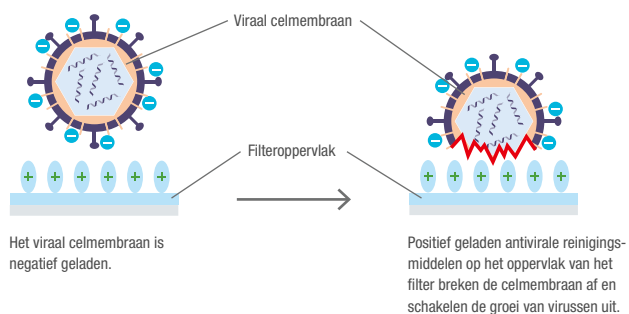 Viraal celmembraan
Filteroppervlak
Het viraal celmembraan is
negatief geladen.
Positief geladen antivirale reinigings-
middelen op het oppervlak van het
filter breken de celmembraan af en
schakelen de groei van virussen uit.